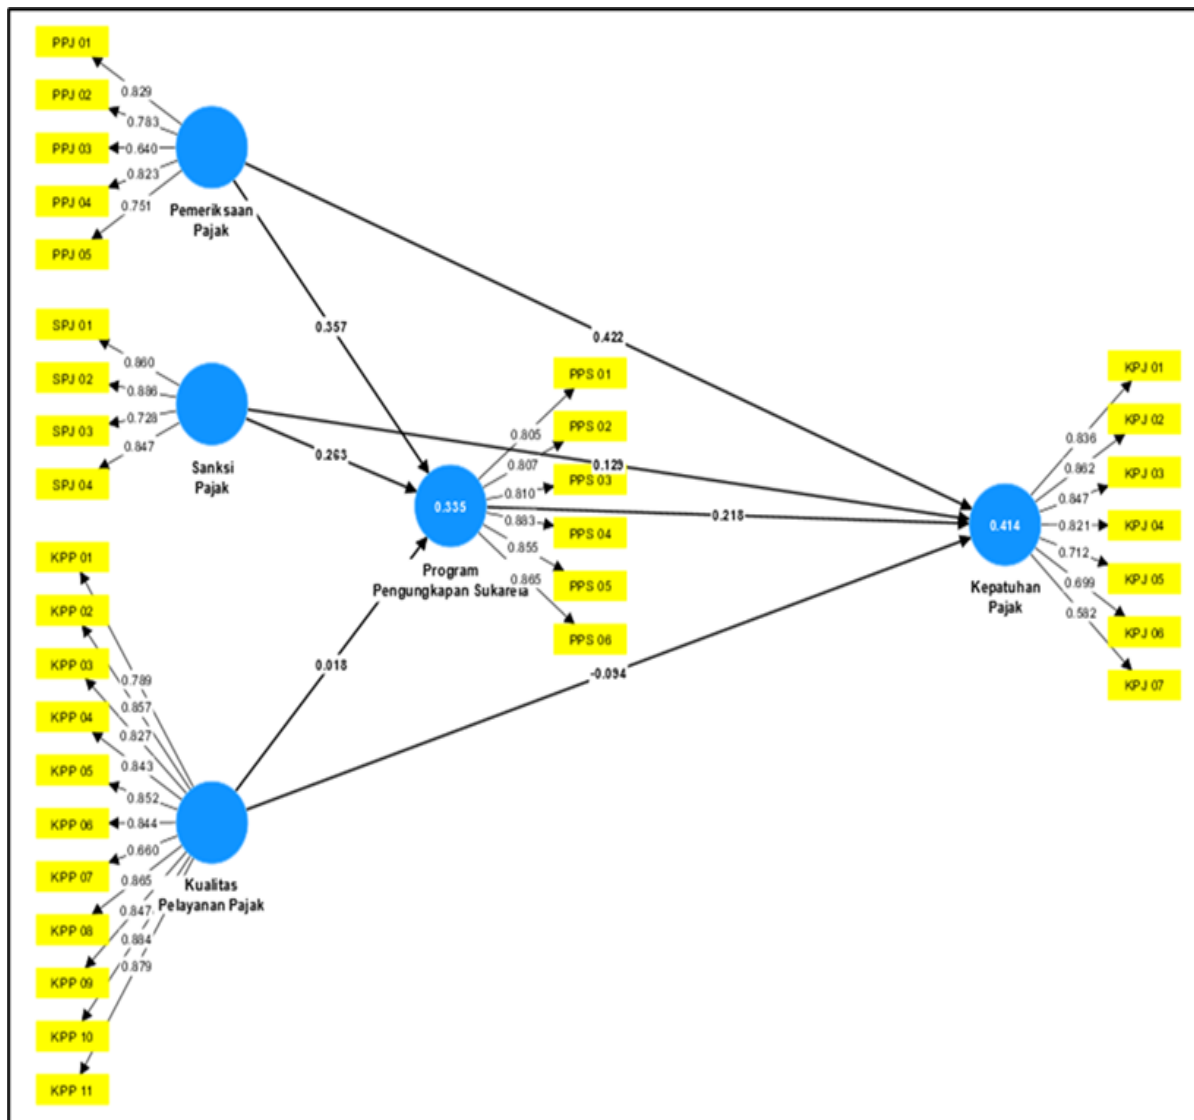 PPJ 01
PPJ 02
PPJ 03
PPJ 04
PPJ 05
0.829
0.783
0.640
0.823
0.751
Pemeriksaan
Pajak
SPJ 01
SPJ 02
SPJ 03
SPJ 04
0.860
0.886
0.728
0.847
Sanksi
Pajak
KPP 01
KPP 02
KPP 03
KPP 04
KPP 05
KPP 06
KPP 07
KPP 08
KPP 09
KPP 10
KPP 11
0.789
0.857
0.827
0.843
0.852
0.844
0.660
0.865
0.847
0.884
0.879
Kualitas
Pelayanan Pajak
0.357
0.263
0.018
0.422
0.129
0.218
-0.094
0.335
Program
Pengungkapan Sukarela
PPS 01
PPS 02
PPS 03
PPS 04
PPS 05
PPS 06
0.805
0.807
0.810
0.883
0.855
0.865
0.414
Kepatuhan
Pajak
KPJ 01
KPJ 02
KPJ 03
KPJ 04
KPJ 05
KPJ 06
KPJ 07
0.836
0.862
0.847
0.821
0.712
0.699
0.582